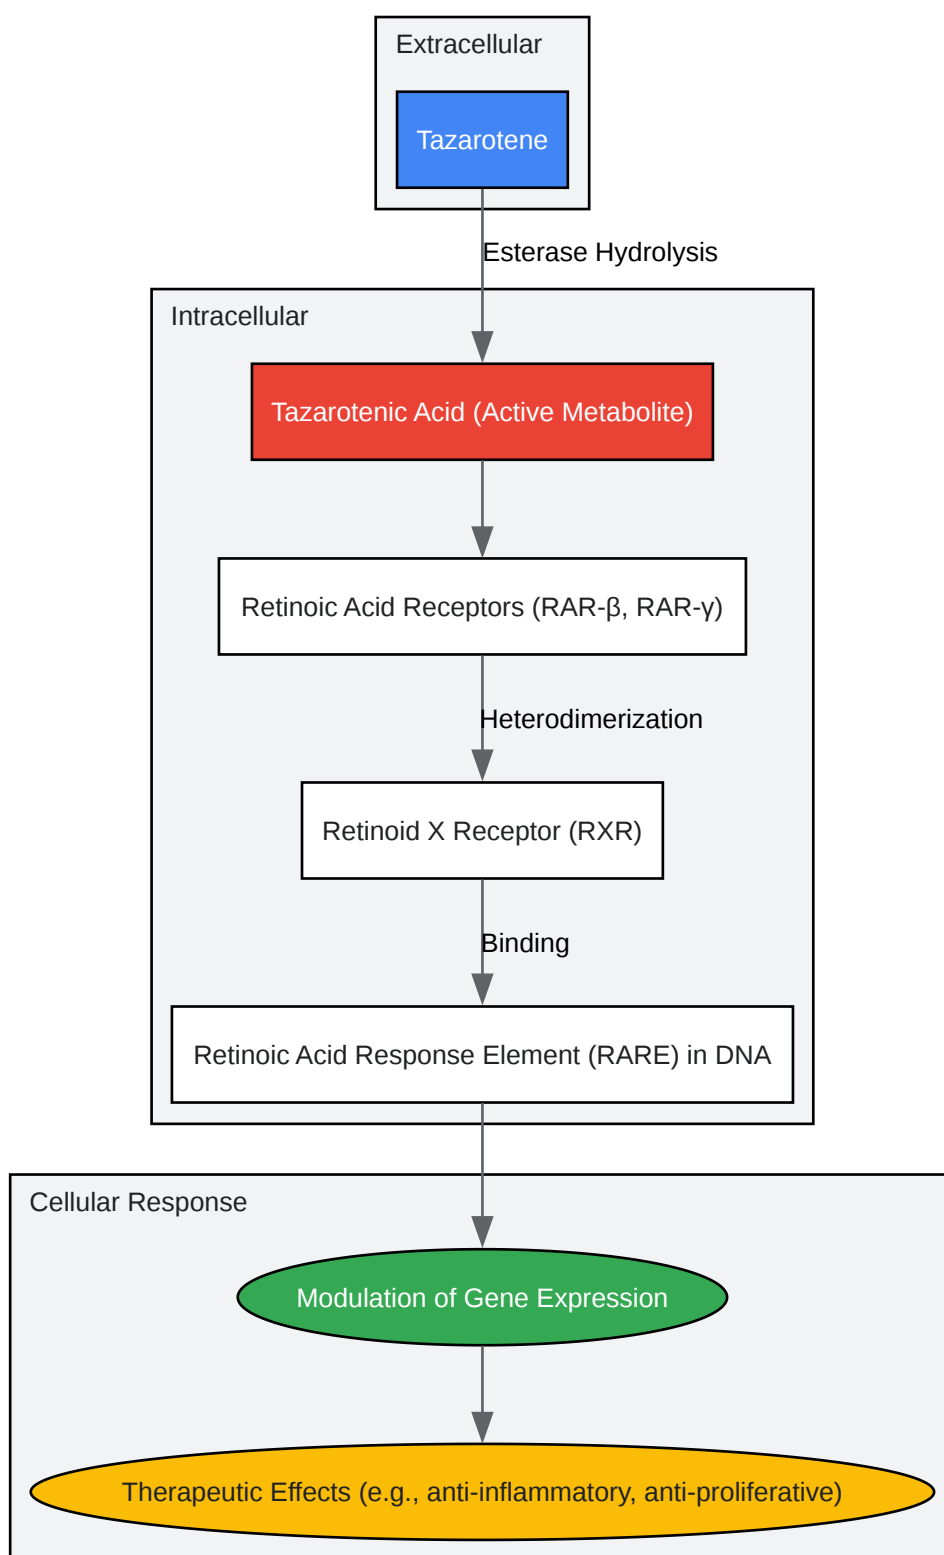 Extracellular
Tazarotene
Esterase Hydrolysis
Intracellular
Tazarotenic Acid (Active Metabolite)
Retinoic Acid Receptors (RAR-β, RAR-γ)
Heterodimerization
Retinoid X Receptor (RXR)
Binding
Retinoic Acid Response Element (RARE) in DNA
Cellular Response
Modulation of Gene Expression
Therapeutic Effects (e.g., anti-inflammatory, anti-proliferative)